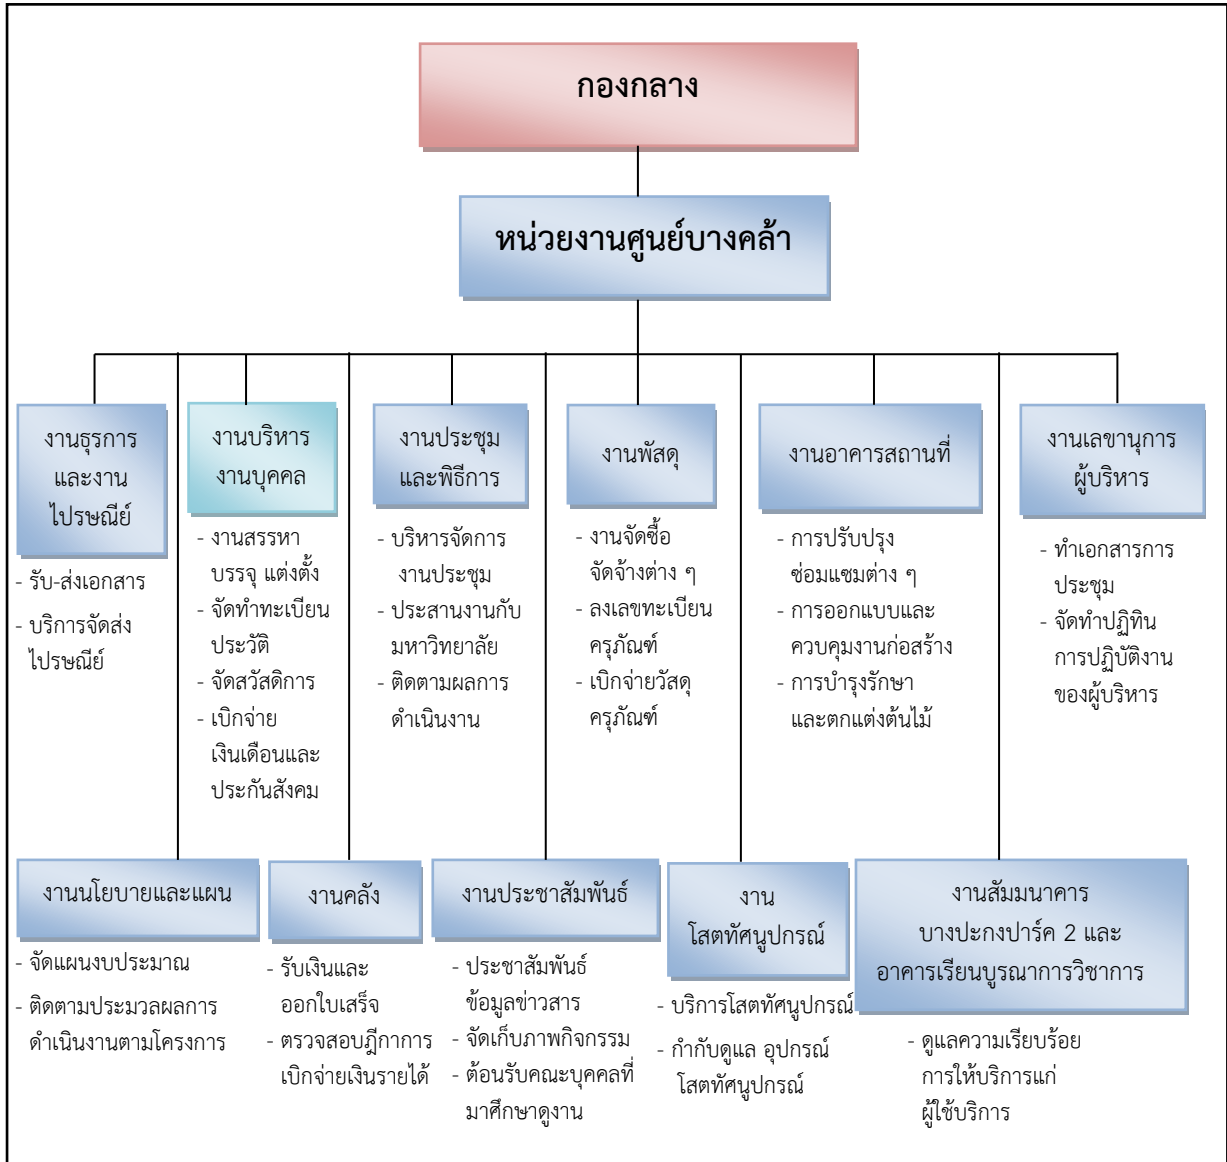 กองกลาง
หน่วยงานศูนย์บางคล้า
งานธุรการ
และงาน
ไปรษณีย์
- รับ-ส่งเอกสาร
- บริการจัดส่ง
ไปรษณีย์
งานบริหาร
งานบุคคล
- งานสรรหา
บรรจุ แต่งตั้ง
- จัดทำทะเบียน
ประวัติ
- จัดสวัสดิการ
- เบิกจ่าย
เงินเดือนและ
ประกันสังคม
งานประชุม
และพิธีการ
- บริหารจัดการ
งานประชุม
- ประสานงานกับ
มหาวิทยาลัย
- ติดตามผลการ
ดำเนินงาน
งานพัสดุ
- งานจัดซื้อ
จัดจ้างต่าง ๆ
- ลงเลขทะเบียน
ครุภัณฑ์
- เบิกจ่ายวัสดุ
ครุภัณฑ์
งานอาคารสถานที่
- การปรับปรุง
ซ่อมแซมต่าง ๆ
- การออกแบบและ
ควบคุมงานก่อสร้าง
- การบำรุงรักษา
และตกแต่งต้นไม้
งานเลขานุการ
ผู้บริหาร
- ทำเอกสารการ
ประชุม
- จัดทำปฏิทิน
การปฏิบัติงาน
ของผู้บริหาร
งานนโยบายและแผน
- จัดแผนงบประมาณ
- ติดตามประมวลผลการ
ดำเนินงานตามโครงการ
งานคลัง
- รับเงินและ
ออกใบเสร็จ
- ตรวจสอบฎีกาการ
เบิกจ่ายเงินรายได้
งานประชาสัมพันธ์
- ประชาสัมพันธ์
ข้อมูลข่าวสาร
- จัดเก็บภาพกิจกรรม
- ต้อนรับคณะบุคคลที่
มาศึกษาดูงาน
งาน
โสตทัศนูปกรณ์
- บริการโสตทัศนูปกรณ์
- กำกับดูแล อุปกรณ์
โสตทัศนูปกรณ์
งานสัมมนาคาร
บางปะกงปาร์ค 2 และ
อาคารเรียนบูรณาการวิชาการ
- ดูแลความเรียบร้อย
การให้บริการแก่
ผู้ใช้บริการ